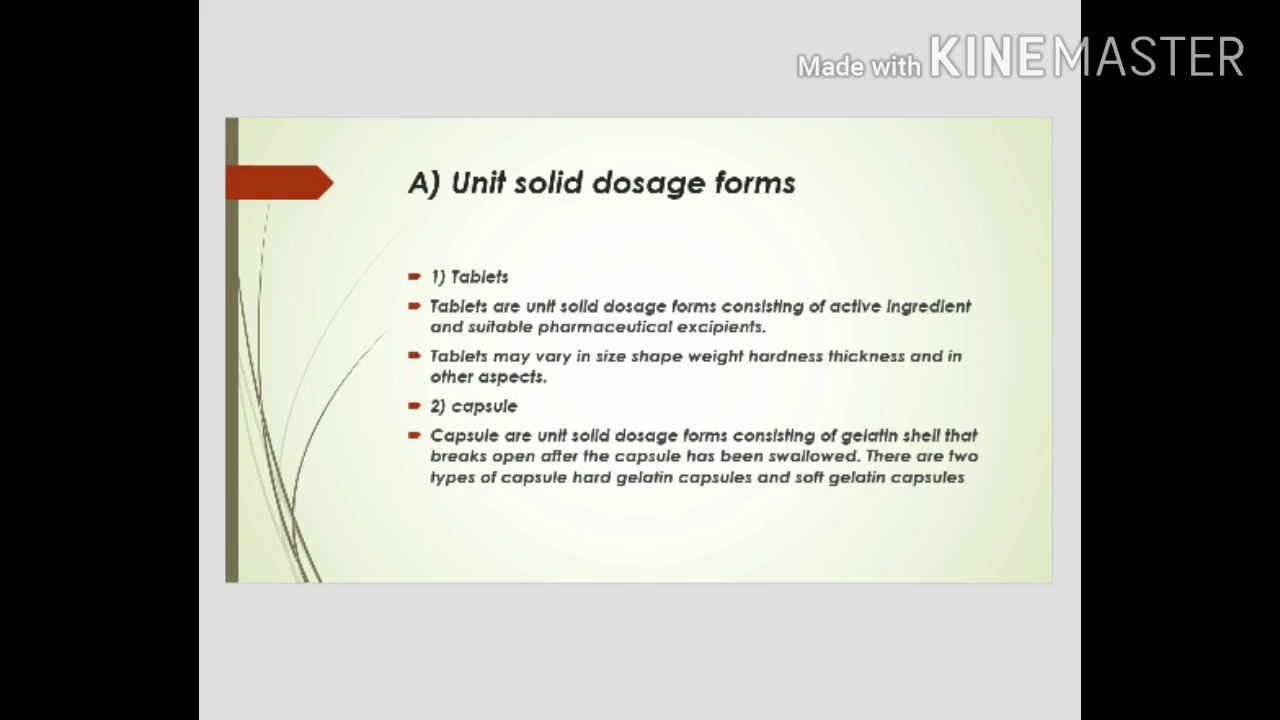 Made with KINEMASTER
A) Unit solid dosage forms
1) Tablets
Tablets are unit solid dosage forms consisting of active ingredient
and suitable pharmaceutical excipients.
Tablets may vary in size shape weight hardness thickness and in
other aspects.
2) capsule
Capsule are unit solid dosage forms consisting of gelatin shell that
breaks open after the capsule has been swallowed. There are two
types of capsule hard gelatin capsules and soft gelatin capsules